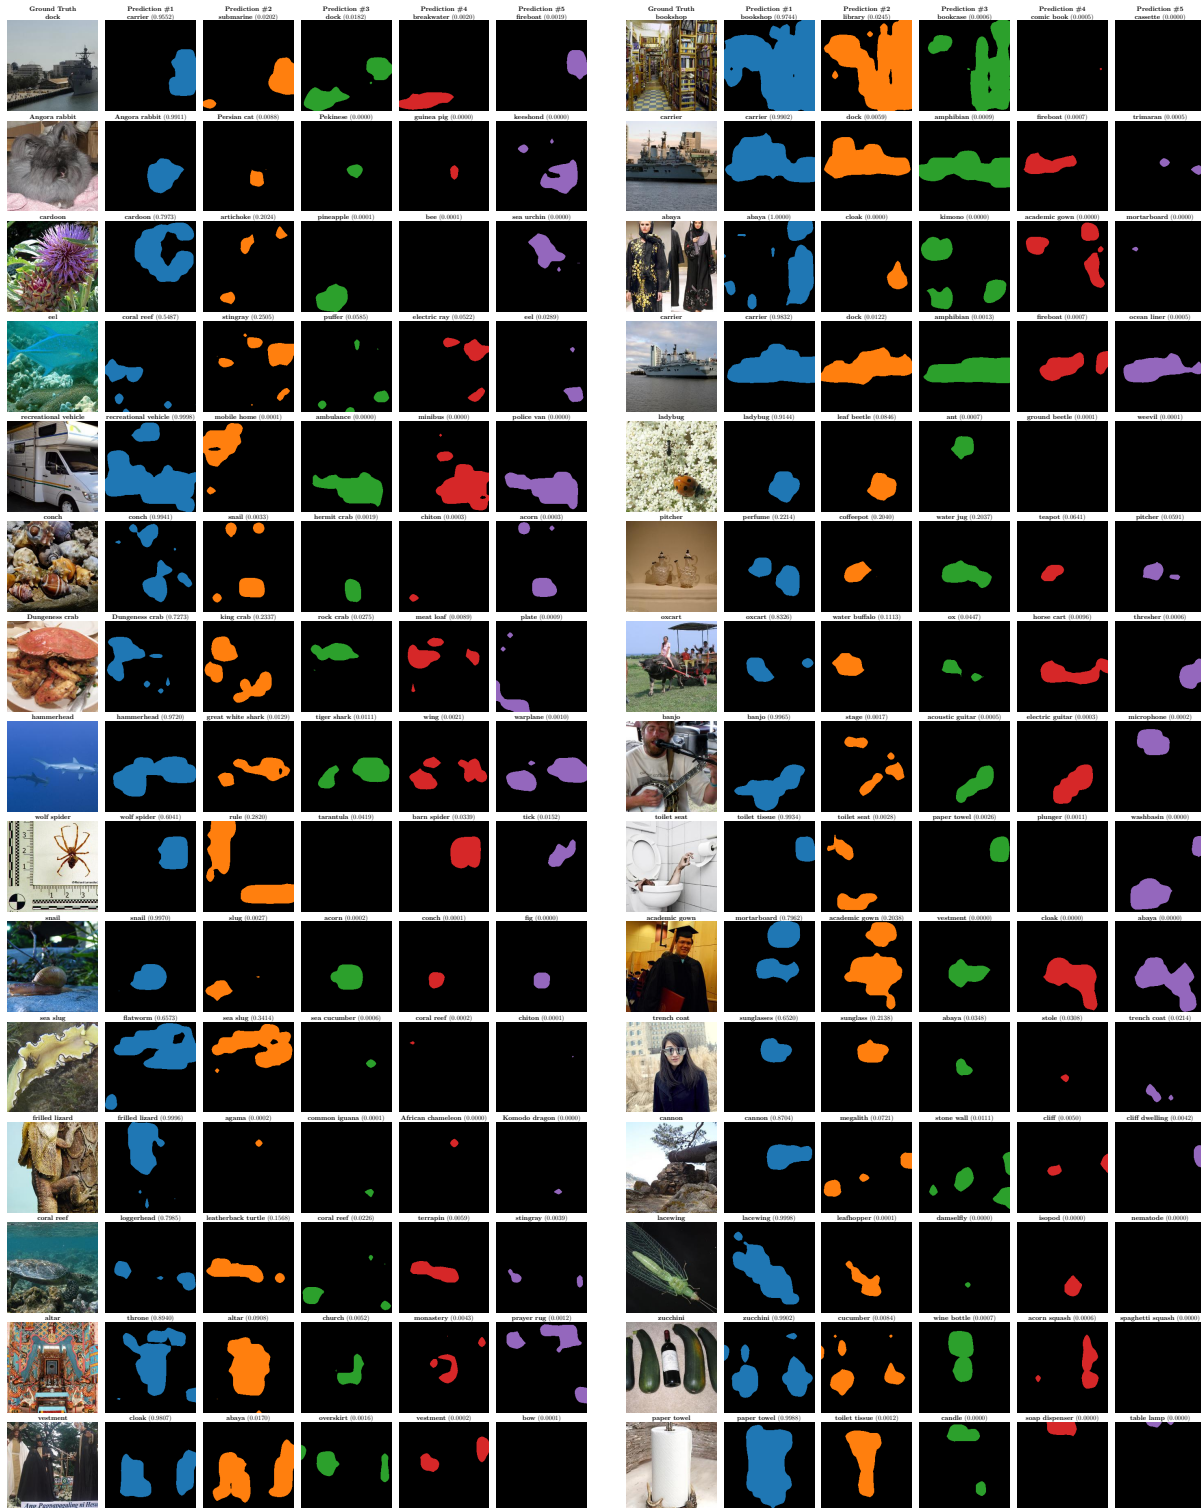 Ground Truth Prediction #1 Prediction #2 Prediction #3 Prediction #4 Prediction #5
dock carrier (0.9552) submarine (0.0202) dock (0.0182) breakwater (0.0020) fireboat (0.0019)
Angora rabbit Angora rabbit (0.9911) Persian cat (0.0088) Pekinese (0.0000) guinea pig (0.0000) keeshond (0.0000)
cardoon cardoon (0.7973) artichoke (0.2024) pineapple (0.0001) bee (0.0001) sea urchin (0.0000)
eel coral reef (0.5487) stingray (0.2505) puffer (0.0585) electric ray (0.0522) eel (0.0289)
recreational vehicle recreational vehicle (0.9998) mobile home (0.0001) ambulance (0.0000) minibus (0.0000) police van (0.0000)
conch conch (0.9941) snail (0.0033) hermit crab (0.0019) chiton (0.0003) acorn (0.0003)
Dungeness crab Dungeness crab (0.7273) king crab (0.2337) rock crab (0.0275) meat loaf (0.0089) plate (0.0009)
hammerhead hammerhead (0.9720) great white shark (0.0129) tiger shark (0.0111) wing (0.0021) warplane (0.0010)
wolf spider wolf spider (0.6041) rule (0.2820) tarantula (0.0419) barn spider (0.0339) tick (0.0152)
snail snail (0.9970) slug (0.0027) acorn (0.0002) conch (0.0001) fig (0.0000)
sea slug flatworm (0.6573) sea slug (0.3414) sea cucumber (0.0006) coral reef (0.0002) chiton (0.0001)
frilled lizard frilled lizard (0.9996) agama (0.0002) common iguana (0.0001) African chameleon (0.0000) Komodo dragon (0.0000)
coral reef loggerhead (0.7985) leatherback turtle (0.1568) coral reef (0.0226) terrapin (0.0059) stingray (0.0039)
altar throne (0.8940) altar (0.0908) church (0.0052) monastery (0.0043) prayer rug (0.0012)
vestment cloak (0.9807) abaya (0.0170) overskirt (0.0016) vestment (0.0002) bow (0.0001)
Ground Truth Prediction #1 Prediction #2 Prediction #3 Prediction #4 Prediction #5
bookshop bookshop (0.9744) library (0.0245) bookcase (0.0006) comic book (0.0005) cassette (0.0000)
carrier carrier (0.9902) dock (0.0059) amphibian (0.0009) fireboat (0.0007) trimaran (0.0005)
abaya abaya (1.0000) cloak (0.0000) kimono (0.0000) academic gown (0.0000) mortarboard (0.0000)
carrier carrier (0.9832) dock (0.0122) amphibian (0.0013) fireboat (0.0007) ocean liner (0.0005)
ladybug ladybug (0.9144) leaf beetle (0.0846) ant (0.0007) ground beetle (0.0001) weevil (0.0001)
pitcher perfume (0.2214) coffeepot (0.2040) water jug (0.2037) teapot (0.0641) pitcher (0.0591)
oxcart oxcart (0.8326) water buffalo (0.1113) ox (0.0447) horse cart (0.0096) thresher (0.0006)
banjo banjo (0.9965) stage (0.0017) acoustic guitar (0.0005) electric guitar (0.0003) microphone (0.0002)
toilet seat toilet tissue (0.9934) toilet seat (0.0028) paper towel (0.0026) plunger (0.0011) washbasin (0.0000)
academic gown mortarboard (0.7962) academic gown (0.2038) vestment (0.0000) cloak (0.0000) abaya (0.0000)
trench coat sunglasses (0.6520) sunglass (0.2138) abaya (0.0348) stole (0.0308) trench coat (0.0214)
cannon cannon (0.8704) megalith (0.0721) stone wall (0.0111) cliff (0.0050) cliff dwelling (0.0042)
lacewing lacewing (0.9998) leafhopper (0.0001) damselfly (0.0000) isopod (0.0000) nematode (0.0000)
zucchini zucchini (0.9902) cucumber (0.0084) wine bottle (0.0007) acorn squash (0.0006) spaghetti squash (0.0000)
paper towel paper towel (0.9988) toilet tissue (0.0012) candle (0.0000) soap dispenser (0.0000) table lamp (0.0000)